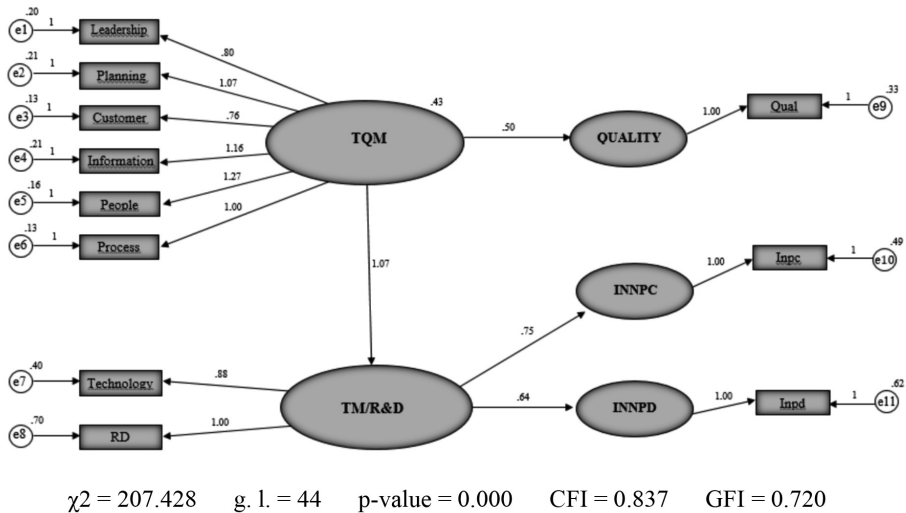 .20
e1 1 Leadership
.80
.21
e2 1 Planning
1.07
.13
e3 1 Customer
.76
.21
e4 1 Information
1.16
.16
e5 1 People
1.27
.13
e6 1 Process
1.00
TQM
.43
.50
QUALITY
1.00
Qual
1
e9
.33
1.07
INNPC
1.00
Inpc
1
e10
.49
.75
.40
e7 Technology
.88
.70
e8 RD
1.00
TM/R&D
.64
INNPD
1.00
Inpd
1
e11
.62
χ2 = 207.428 g. l. = 44 p-value = 0.000 CFI = 0.837 GFI = 0.720